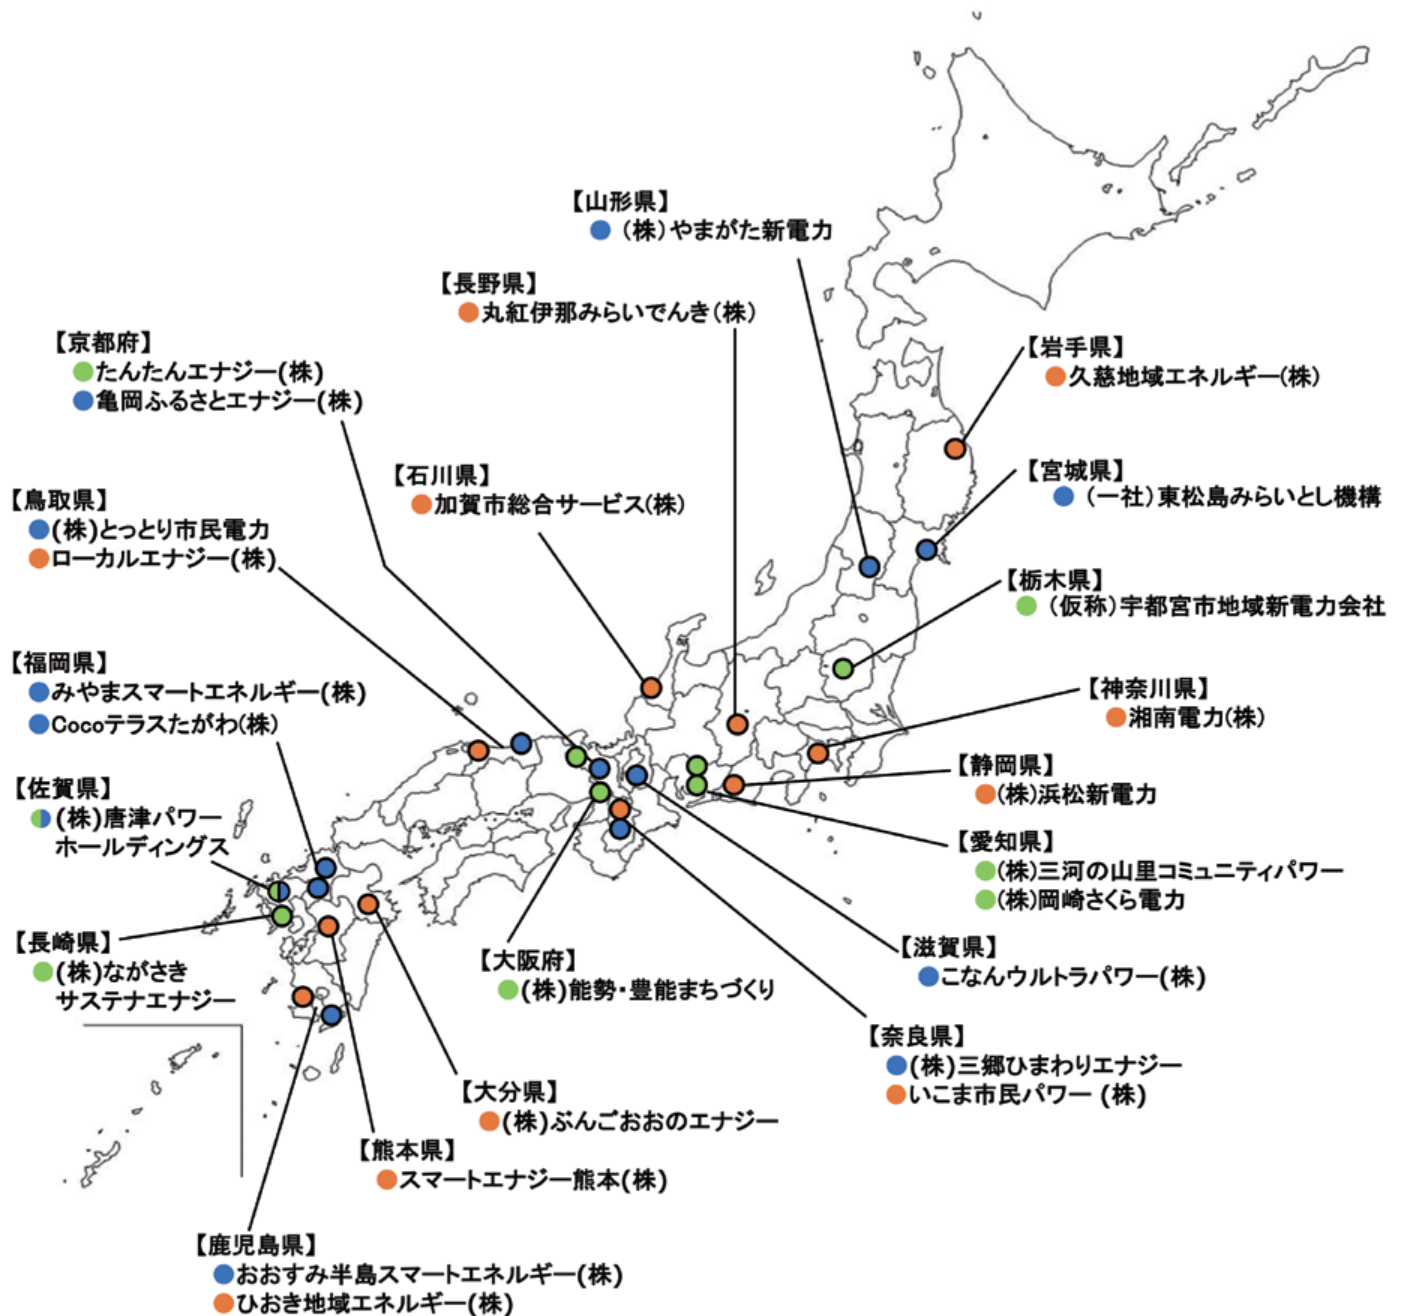 【山形県】
（株）やまがた新電力
【長野県】
丸紅伊那みらいでんき（株）
【京都府】
たんたんエナジー(株)
亀岡ふるさとエナジー(株)
【岩手県】
久慈地域エネルギー(株)
【石川県】
加賀市総合サービス(株)
【宮城県】
（一社）東松島みらいとし機構
【鳥取県】
(株)とっとり市民電力
ローカルエナジー(株)
【栃木県】
（仮称）宇都宮市地域新電力会社
【福岡県】
みやまスマートエネルギー(株)
Cocoテラスたがわ(株)
【神奈川県】
湘南電力(株)
【静岡県】
(株)浜松新電力
【佐賀県】
(株)唐津パワー
ホールディングス
【愛知県】
(株)三河の山里コミュニティパワー
(株)岡崎さくら電力
【長崎県】
(株)ながさき
サステナエナジー
【大阪府】
(株)能勢・豊能まちづくり
【滋賀県】
こなんウルトラパワー(株)
【奈良県】
(株)三郷ひまわりエナジー
いこま市民パワー (株)
【大分県】
(株)ぶんごおおのエナジー
【熊本県】
スマートエナジー熊本(株)
【鹿児島県】
おおすみ半島スマートエネルギー(株)
ひおき地域エネルギー(株)